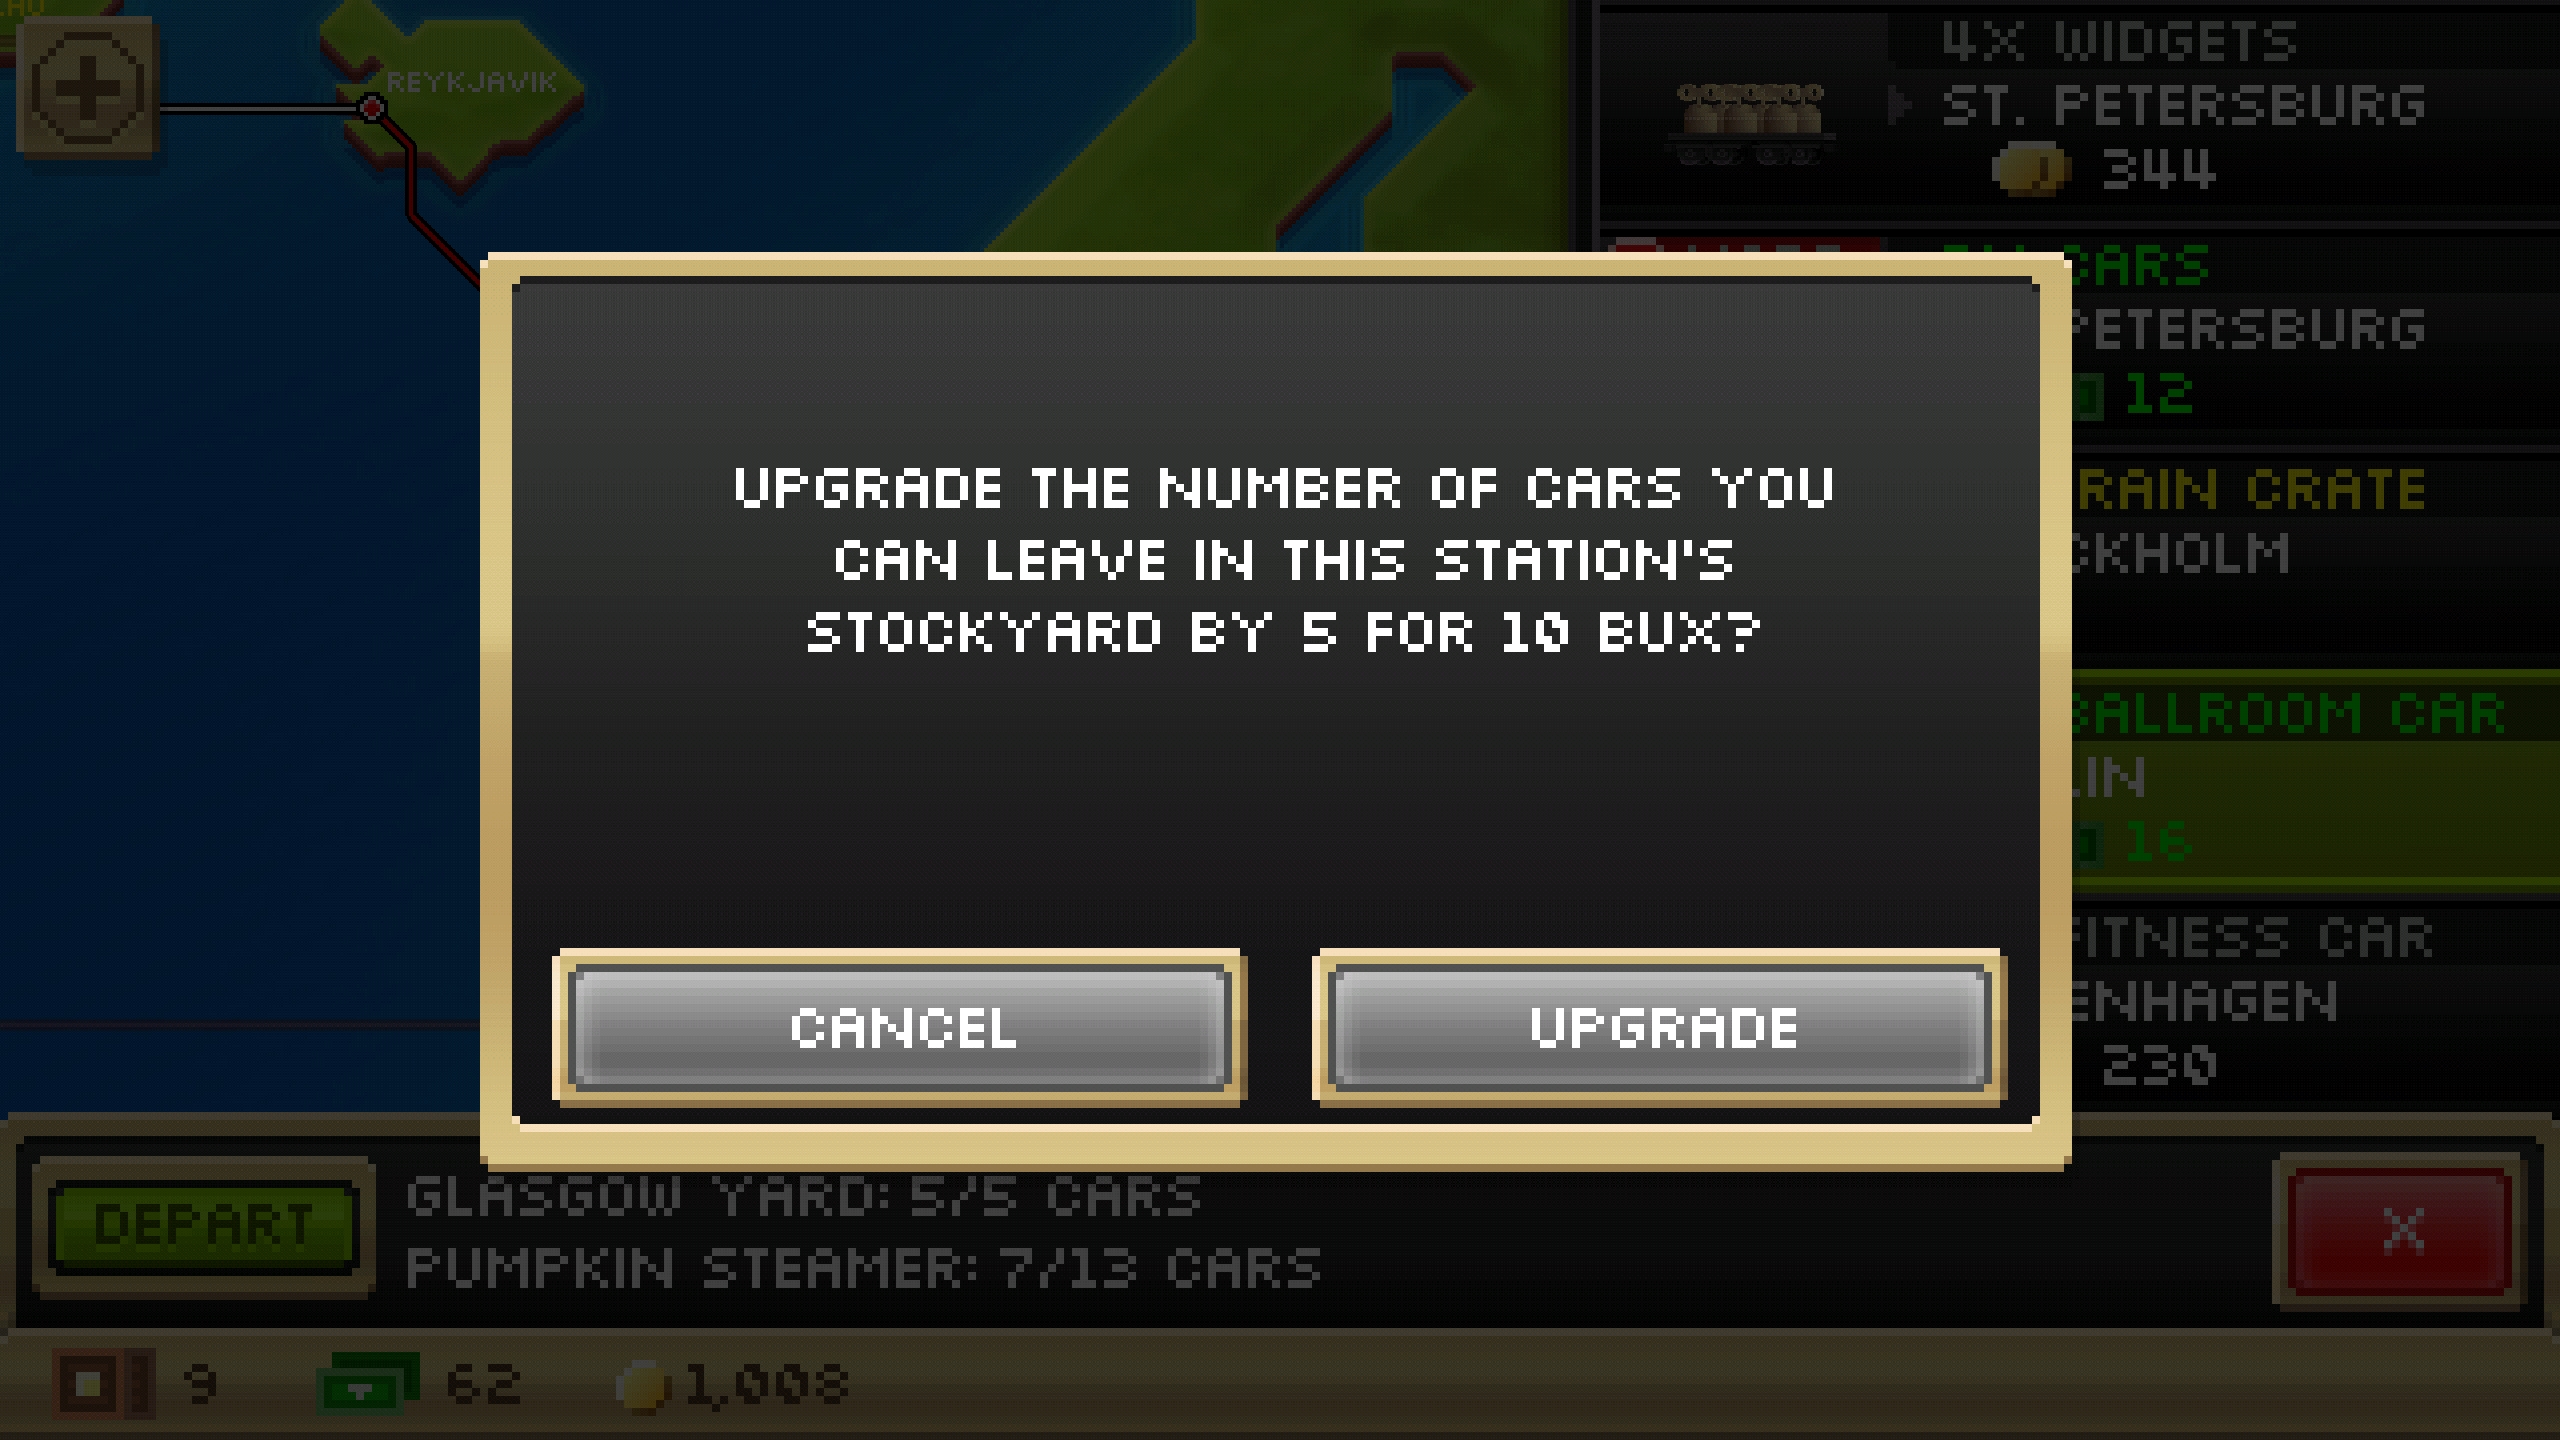 REYKJAVIK
4X WIDGETS
ST. PETERSBURG
344
CARS
PETERSBURG
12
RAIN CRATE
CKHOLM
BALLROOM CAR
LIN
16
FITNESS CAR
ENHAGEN
230
UPGRADE THE NUMBER OF CARS YOU
CAN LEAVE IN THIS STATION'S
STOCKYARD BY 5 FOR 10 BUX?
CANCEL
UPGRADE
DEPART
GLASGOW YARD: 5/5 CARS
PUMPKIN STEAMER: 7/13 CARS
X
9
62
1,008